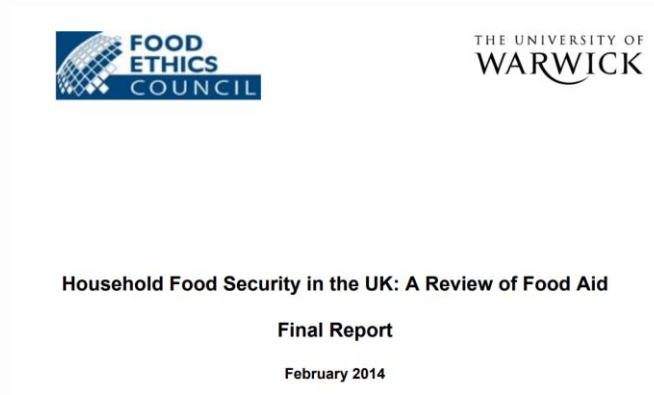 FOOD
ETHICS
COUNCIL
THE UNIVERSITY OF
WARWICK
Household Food Security in the UK: A Review of Food Aid
Final Report
February 2014